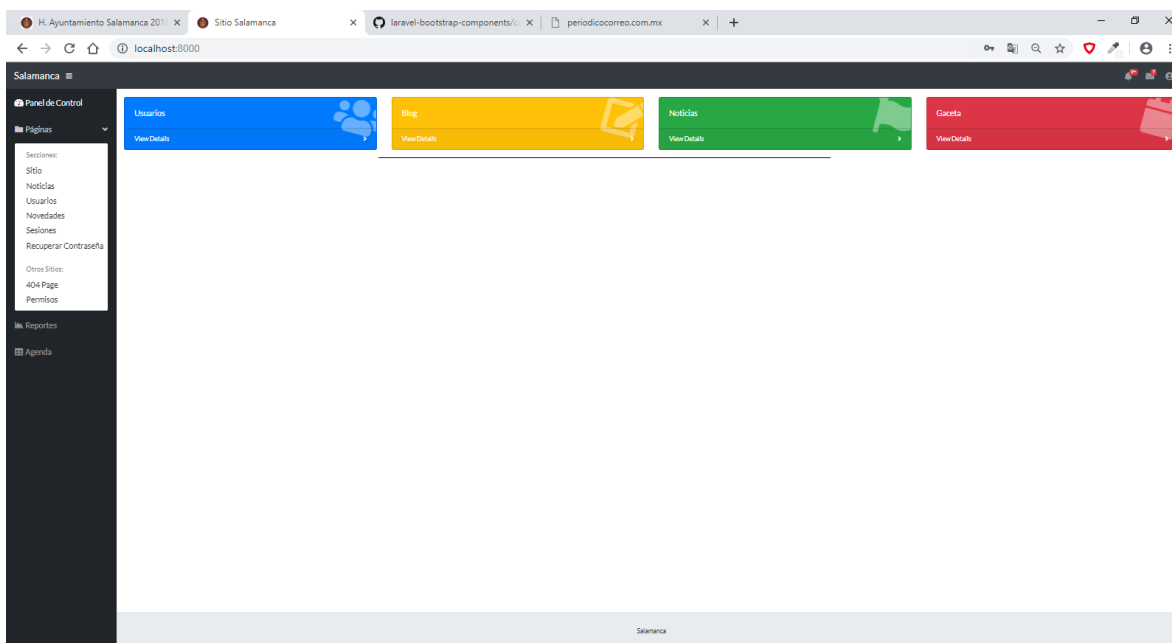 H. Ayuntamiento Salamanca 201
Sitio Salamanca
laravel-bootstrap-components/c
periodicocorreo.com.mx
localhost:8000
Salamanca
Panel de Control
Páginas
Secciones:
Sitio
Noticias
Usuarios
Novedades
Sesiones
Recuperar Contraseña
Otros Sitios:
404 Page
Permisos
Reportes
Agenda
Usuarios
View Details
Blog
View Details
Noticias
View Details
Gaceta
View Details
Salamanca